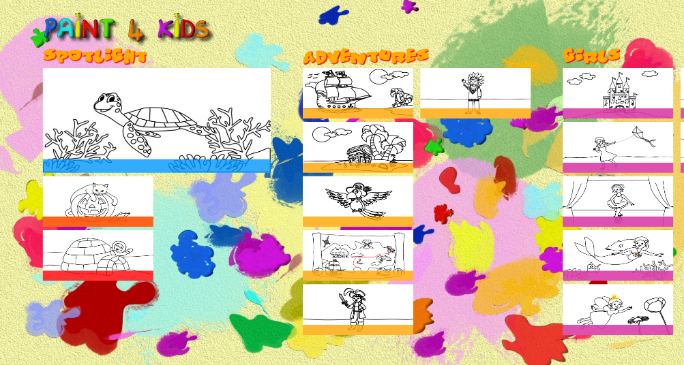 PAINT 4 KIDS
SPOTLIGHT
ADVENTURES
GIRLS